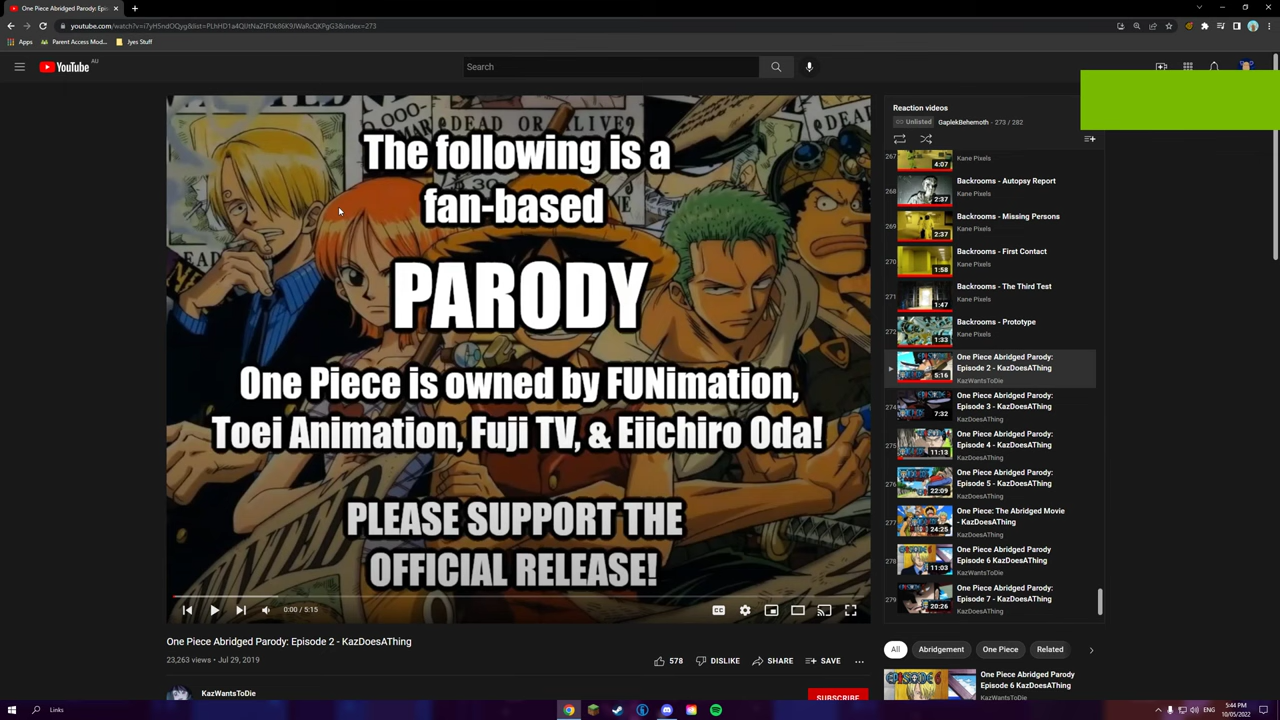 One Piece Abridged Parody: Epi
youtube.com/watch?v=i7yH5ndOQyg&list=PLhHD1a4QUtNaZtFDk86K9JWaRcQKPgG3&index=273
Apps
Parent Access Mod...
Jyes Stuff
YouTube
AU
Search
DEAD OR ALIVE
The following is a
fan-based
PARODY
One Piece is owned by FUNimation,
Toei Animation, Fuji TV, & Eiichiro Oda!
PLEASE SUPPORT THE
OFFICIAL RELEASE!
0:00 / 5:15
CC
One Piece Abridged Parody: Episode 2 - KazDoesAThing
23,263 views • Jul 29, 2019
578
DISLIKE
SHARE
SAVE
KazWantsToDie
SUBSCRIBE
Reaction videos
Unlisted
GaplekBehemoth - 273 / 282
267
4:07
Kane Pixels
268
2:37
Backrooms - Autopsy Report
Kane Pixels
269
2:37
Backrooms - Missing Persons
Kane Pixels
270
1:58
Backrooms - First Contact
Kane Pixels
271
1:47
Backrooms - The Third Test
Kane Pixels
272
1:33
Backrooms - Prototype
Kane Pixels
5:16
One Piece Abridged Parody:
Episode 2 - KazDoesAThing
KazWantsToDie
274
7:32
One Piece Abridged Parody:
Episode 3 - KazDoesAThing
KazDoesAThing
275
11:13
One Piece Abridged Parody:
Episode 4 - KazDoesAThing
KazDoesAThing
276
22:09
One Piece Abridged Parody:
Episode 5 - KazDoesAThing
KazDoesAThing
277
24:25
One Piece: The Abridged Movie
- KazDoesAThing
KazDoesAThing
278
11:03
One Piece Abridged Parody:
Episode 6 KazDoesAThing
KazWantsToDie
279
20:26
One Piece Abridged Parody:
Episode 7 - KazDoesAThing
KazDoesAThing
All
Abridgement
One Piece
Related
EPISODE 6
One Piece Abridged Parody:
Episode 6 KazDoesAThing
Links
ENG
5:44 PM
10/05/2022